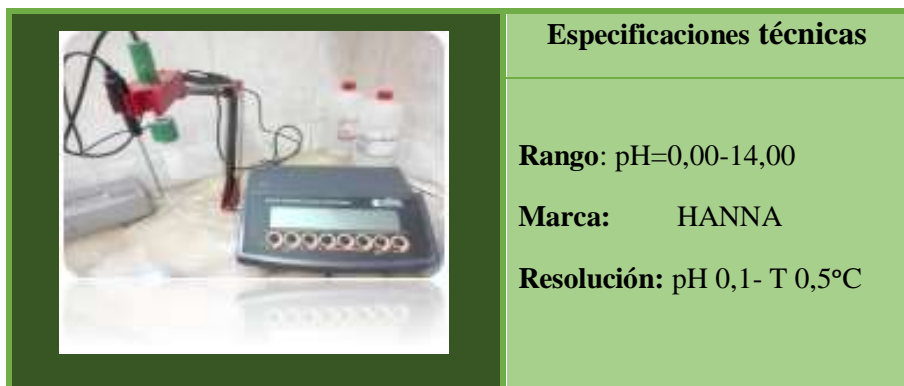 Especificaciones técnicas
Rango: pH=0,00-14,00
Marca: HANNA
Resolución: pH 0,1- T 0,5°C